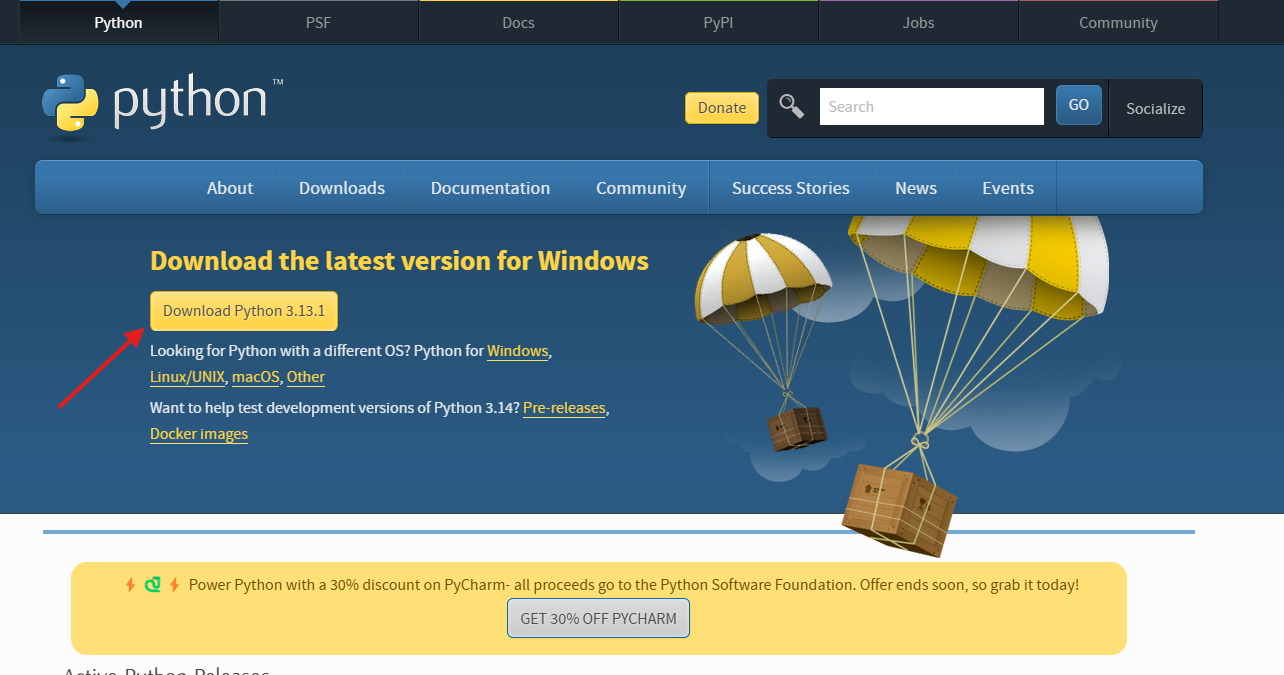 Python PSF Docs PyPI Jobs Community
python™
Donate Search GO Socialize
About Downloads Documentation Community Success Stories News Events
Download the latest version for Windows
Download Python 3.13.1
Looking for Python with a different OS? Python for Windows,
Linux/UNIX, macOS, Other
Want to help test development versions of Python 3.14? Pre-releases,
Docker images
Power Python with a 30% discount on PyCharm- all proceeds go to the Python Software Foundation. Offer ends soon, so grab it today!
GET 30% OFF PYCHARM
Active Python Releases